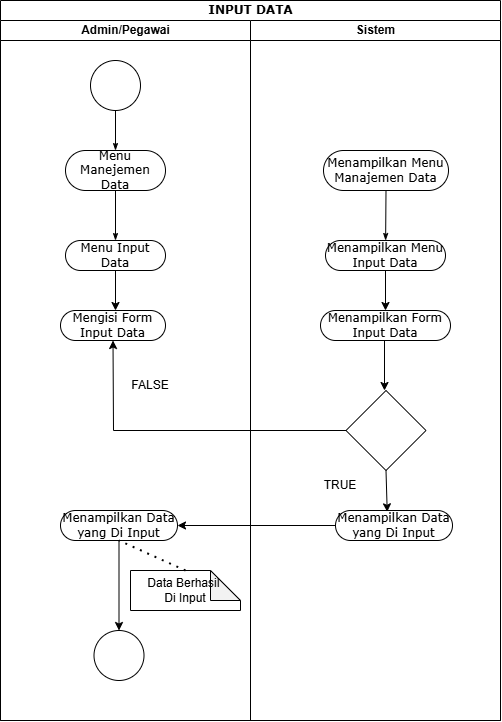 INPUT DATA
Admin/Pegawai
Sistem
Menu
Manejemen
Data
Menampilkan Menu
Manajemen Data
Menu Input
Data
Menampilkan Menu
Input Data
Mengisi Form
Input Data
Menampilkan Form
Input Data
FALSE
TRUE
Menampilkan Data
yang Di Input
Menampilkan Data
yang Di Input
Data Berhasil
Di Input